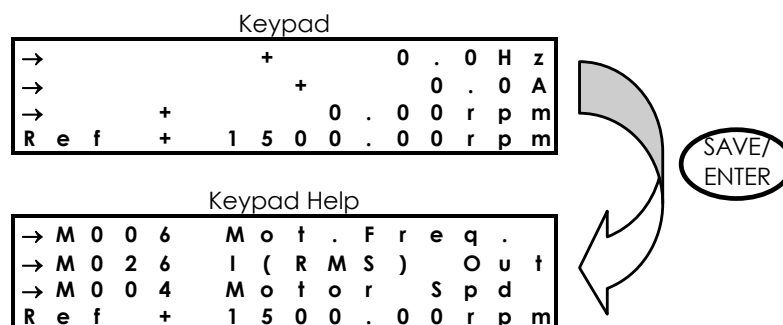 Keypad
→ + 0.0Hz
→ + 0.0A
→ + 0.00rpm
Ref + 1500.00rpm
SAVE/
ENTER
Keypad Help
→M006 Mot.Freq.
→M026 I(RMS) Out
→M004 Motor Spd
Ref + 1500.00rpm